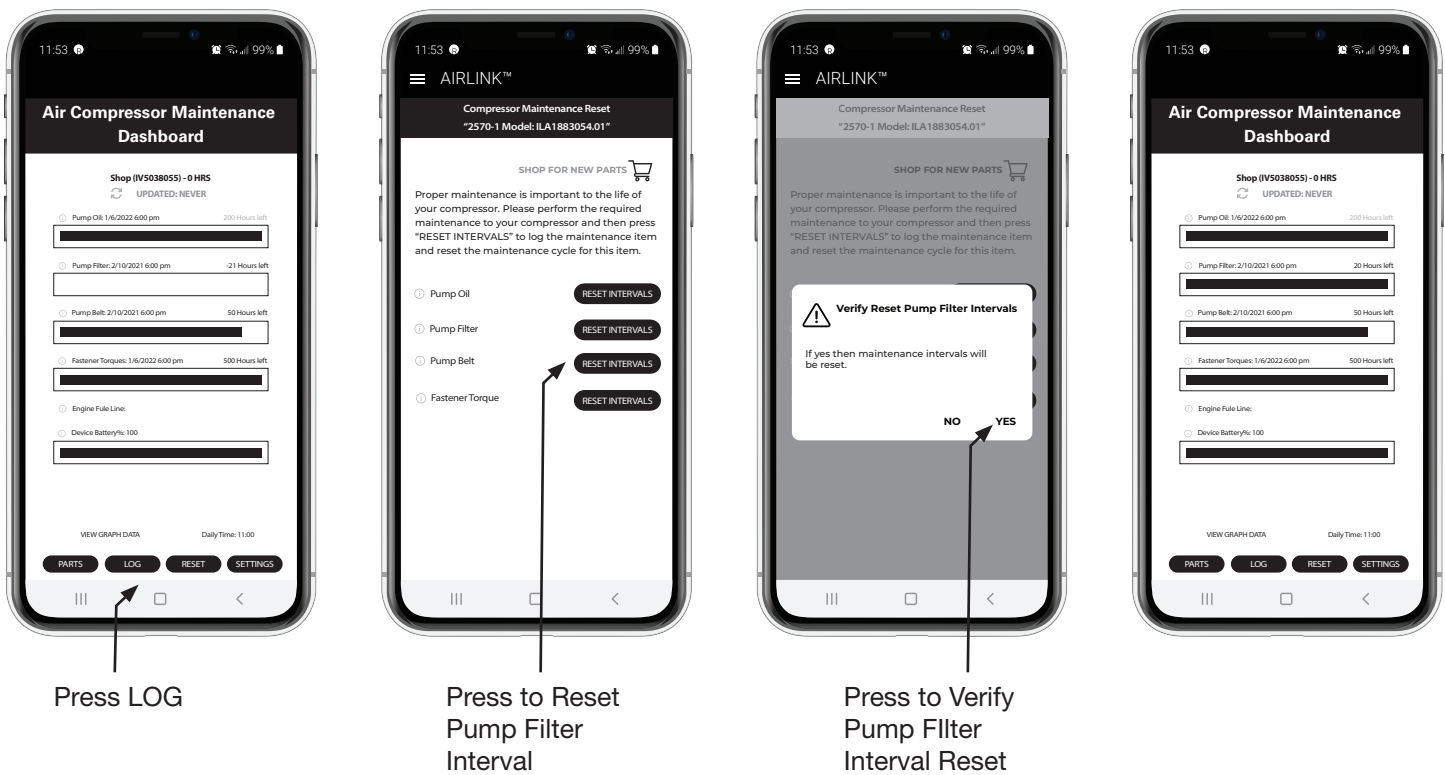 11:53 R 99%
Air Compressor Maintenance
Dashboard
Shop (IV5038055) - 0 HRS
UPDATED: NEVER
Pump Oil: 1/6/2022 6:00 pm 200 Hours left
Pump Filter: 2/10/2021 6:00 pm -21 Hours left
Pump Belt: 2/10/2021 6:00 pm 50 Hours left
Fastener Torques: 1/6/2022 6:00 pm 500 Hours left
Engine Fule Line:
Device Battery%: 100
VIEW GRAPH DATA Daily Time: 11:00
PARTS LOG RESET SETTINGS
Press LOG
11:53 R 99%
AIRLINK™
Compressor Maintenance Reset
"2570-1 Model: ILA1883054.01"
SHOP FOR NEW PARTS
Proper maintenance is important to the life of
your compressor. Please perform the required
maintenance to your compressor and then press
"RESET INTERVALS" to log the maintenance item
and reset the maintenance cycle for this item.
Pump Oil RESET INTERVALS
Pump Filter RESET INTERVALS
Pump Belt RESET INTERVALS
Fastener Torque RESET INTERVALS
Press to Reset
Pump Filter
Interval
11:53 R 99%
AIRLINK™
Compressor Maintenance Reset
"2570-1 Model: ILA1883054.01"
SHOP FOR NEW PARTS
Proper maintenance is important to the life of
your compressor. Please perform the required
maintenance to your compressor and then press
"RESET INTERVALS" to log the maintenance item
and reset the maintenance cycle for this item.
Verify Reset Pump Filter Intervals
If yes then maintenance intervals will
be reset.
NO YES
Press to Verify
Pump FIlter
Interval Reset
11:53 R 99%
Air Compressor Maintenance
Dashboard
Shop (IV5038055) - 0 HRS
UPDATED: NEVER
Pump Oil: 1/6/2022 6:00 pm 200 Hours left
Pump Filter: 2/10/2021 6:00 pm 20 Hours left
Pump Belt: 2/10/2021 6:00 pm 50 Hours left
Fastener Torques: 1/6/2022 6:00 pm 500 Hours left
Engine Fule Line:
Device Battery%: 100
VIEW GRAPH DATA Daily Time: 11:00
PARTS LOG RESET SETTINGS